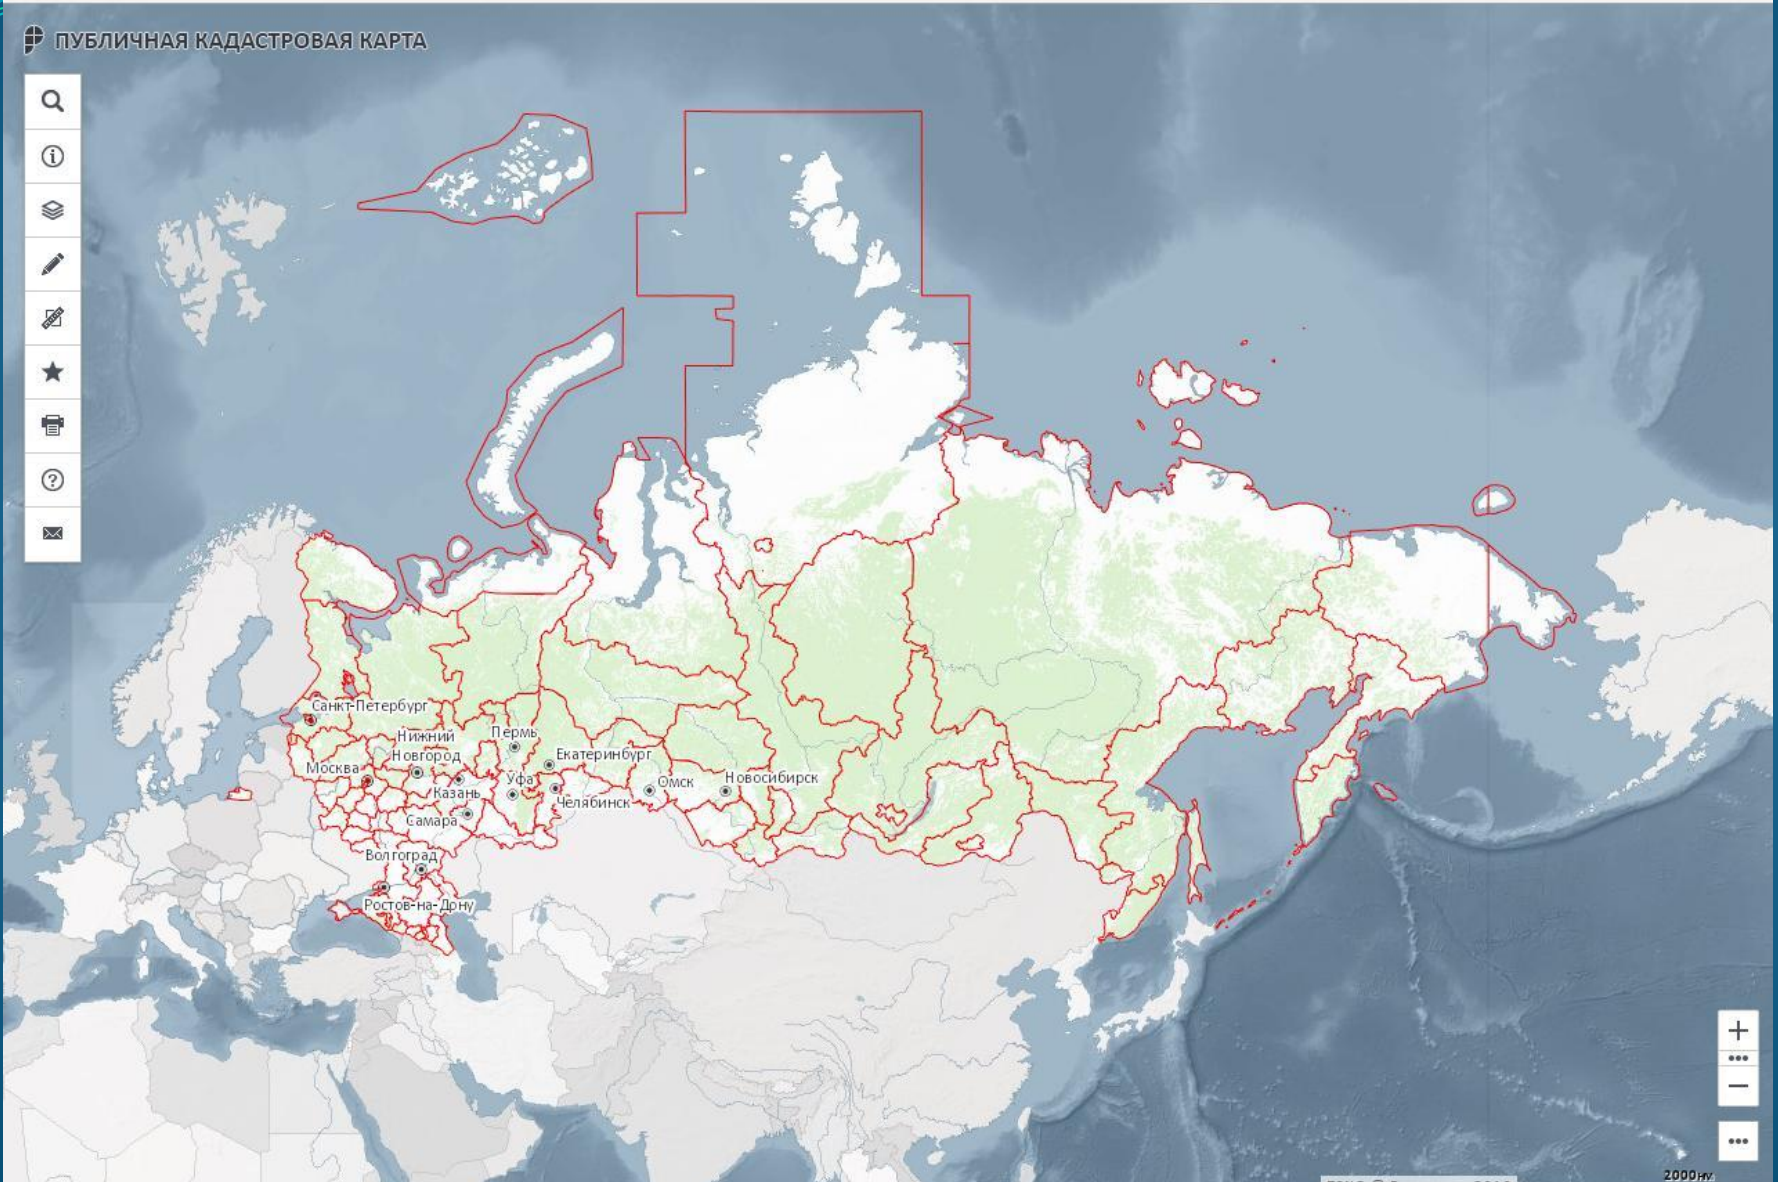 ПУБЛИЧНАЯ КАДАСТРОВАЯ КАРТА
Санкт-Петербург
Нижний
Новгород
Пермь
Екатеринбург
Москва
Казань
Уфа
Челябинск
Омск
Новосибирск
Самара
Волгоград
Ростов-на-Дону